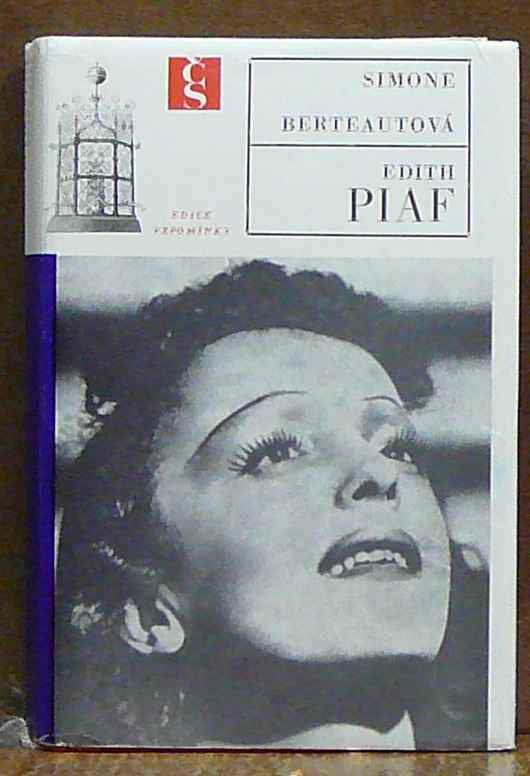 ČS
SIMONE
BERTEAUTOVÁ
EDITH
PIAF
EDICE
VZPOMÍNKY